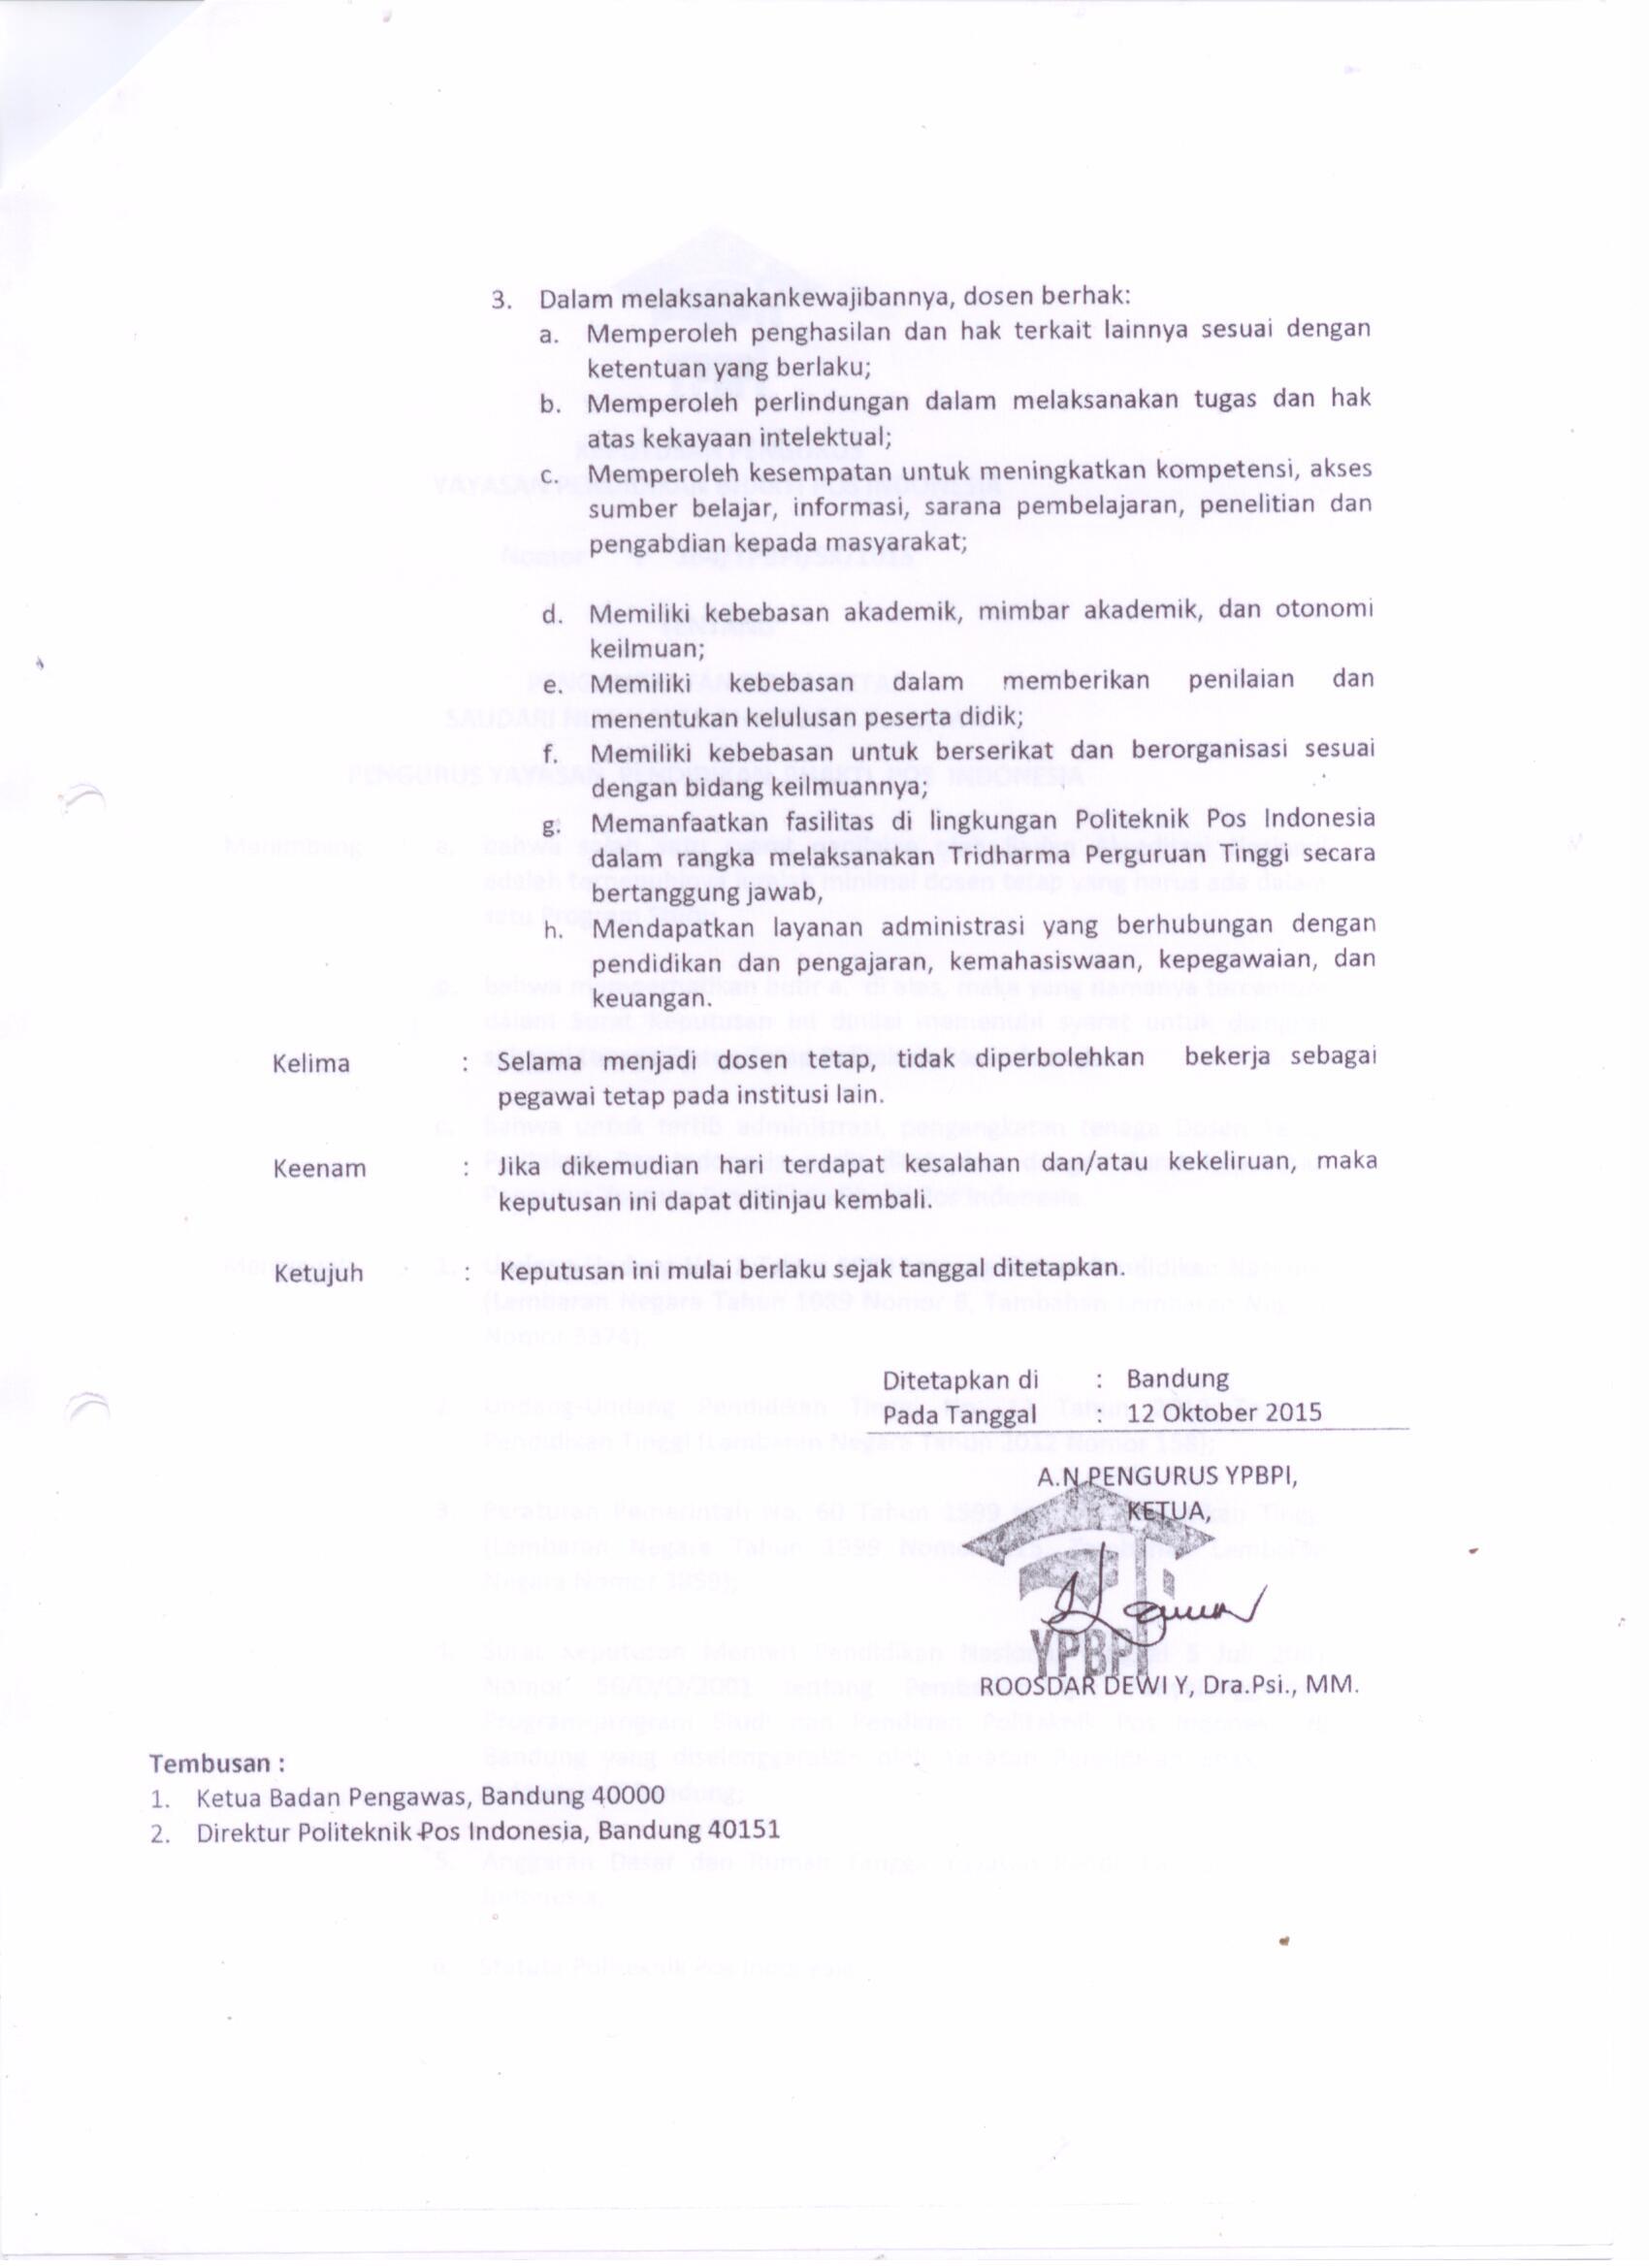 3. Dalam melaksanakankewajibannya, dosen berhak:
a. Memperoleh penghasilan dan hak terkait lainnya sesuai dengan
ketentuan yang berlaku;
b. Memperoleh perlindungan dalam melaksanakan tugas dan hak
atas kekayaan intelektual;
c. Memperoleh kesempatan untuk meningkatkan kompetensi, akses
sumber belajar, informasi, sarana pembelajaran, penelitian dan
pengabdian kepada masyarakat;
d. Memiliki kebebasan akademik, mimbar akademik, dan otonomi
keilmuan;
e. Memiliki kebebasan dalam memberikan penilaian dan
menentukan kelulusan peserta didik;
f. Memiliki kebebasan untuk berserikat dan berorganisasi sesuai
dengan bidang keilmuannya;
g. Memanfaatkan fasilitas di lingkungan Politeknik Pos Indonesia
dalam rangka melaksanakan Tridharma Perguruan Tinggi secara
bertanggung jawab,
h. Mendapatkan layanan administrasi yang berhubungan dengan
pendidikan dan pengajaran, kemahasiswaan, kepegawaian, dan
keuangan.
Kelima : Selama menjadi dosen tetap, tidak diperbolehkan bekerja sebagai
pegawai tetap pada institusi lain.
Keenam : Jika dikemudian hari terdapat kesalahan dan/atau kekeliruan, maka
keputusan ini dapat ditinjau kembali.
Ketujuh : Keputusan ini mulai berlaku sejak tanggal ditetapkan.
Ditetapkan di : Bandung
Pada Tanggal : 12 Oktober 2015
A.N.PENGURUS YPBPI,
KETUA,
YPBPI
ROOSDAR DEWI Y, Dra.Psi., MM.
Tembusan :
1. Ketua Badan Pengawas, Bandung 40000
2. Direktur Politeknik Pos Indonesia, Bandung 40151